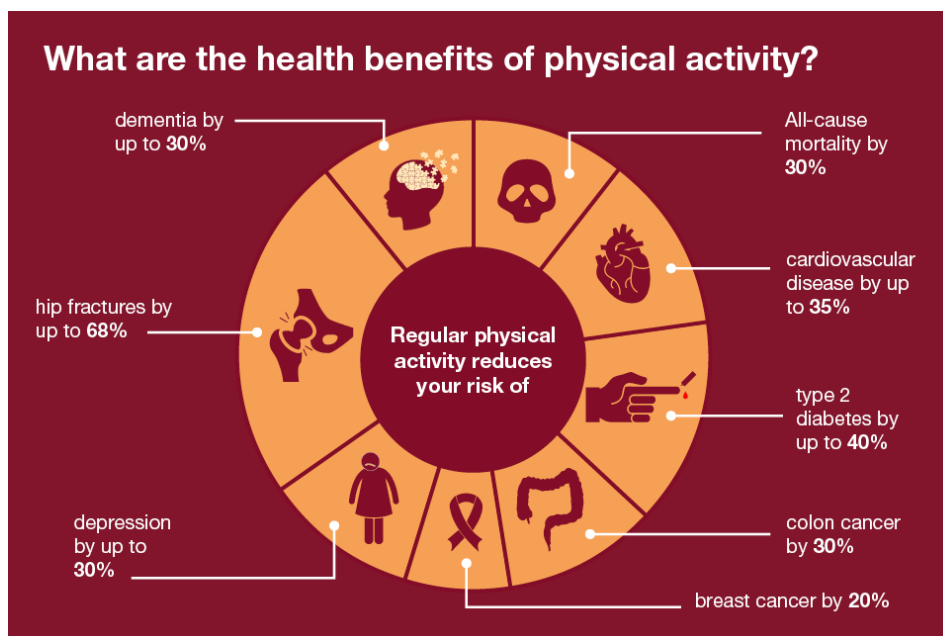 What are the health benefits of physical activity?
dementia by
up to 30%
All-cause
mortality by
30%
cardiovascular
disease by up
to 35%
hip fractures by
up to 68%
Regular physical
activity reduces
your risk of
type 2
diabetes by
up to 40%
depression
by up to
30%
colon cancer
by 30%
breast cancer by 20%